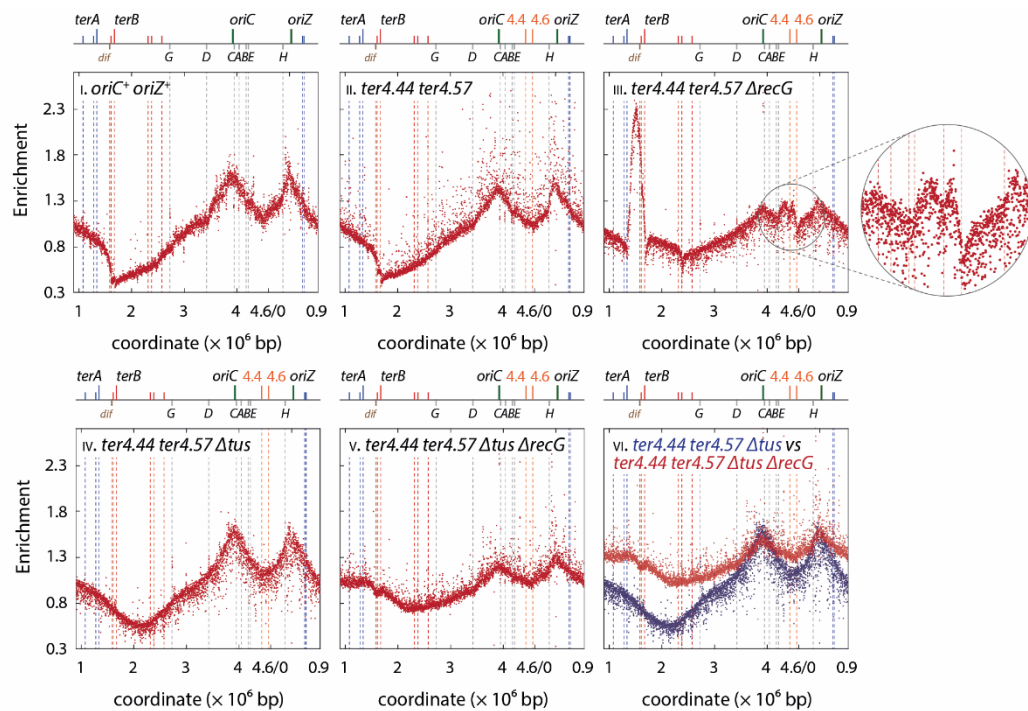 terA terB oriC oriZ
dif G D CABE H
I. oriC⁺ oriZ⁺
terA terB oriC 4.4 4.6 oriZ
dif G D CABE H
II. ter4.44 ter4.57
terA terB oriC 4.4 4.6 oriZ
dif G D CABE H
III. ter4.44 ter4.57 ΔrecG
Enrichment
2.3
1.8
1.3
0.8
0.3
1 2 3 4 4.6/0 0.9
coordinate (× 10⁶ bp)
1 2 3 4 4.6/0 0.9
coordinate (× 10⁶ bp)
1 2 3 4 4.6/0 0.9
coordinate (× 10⁶ bp)
terA terB oriC 4.4 4.6 oriZ
dif G D CABE H
IV. ter4.44 ter4.57 Δtus
terA terB oriC 4.4 4.6 oriZ
dif G D CABE H
V. ter4.44 ter4.57 Δtus ΔrecG
terA terB oriC 4.4 4.6 oriZ
dif G D CABE H
VI. ter4.44 ter4.57 Δtus vs
ter4.44 ter4.57 Δtus ΔrecG
Enrichment
2.3
1.8
1.3
0.8
0.3
1 2 3 4 4.6/0 0.9
coordinate (× 10⁶ bp)
1 2 3 4 4.6/0 0.9
coordinate (× 10⁶ bp)
1 2 3 4 4.6/0 0.9
coordinate (× 10⁶ bp)